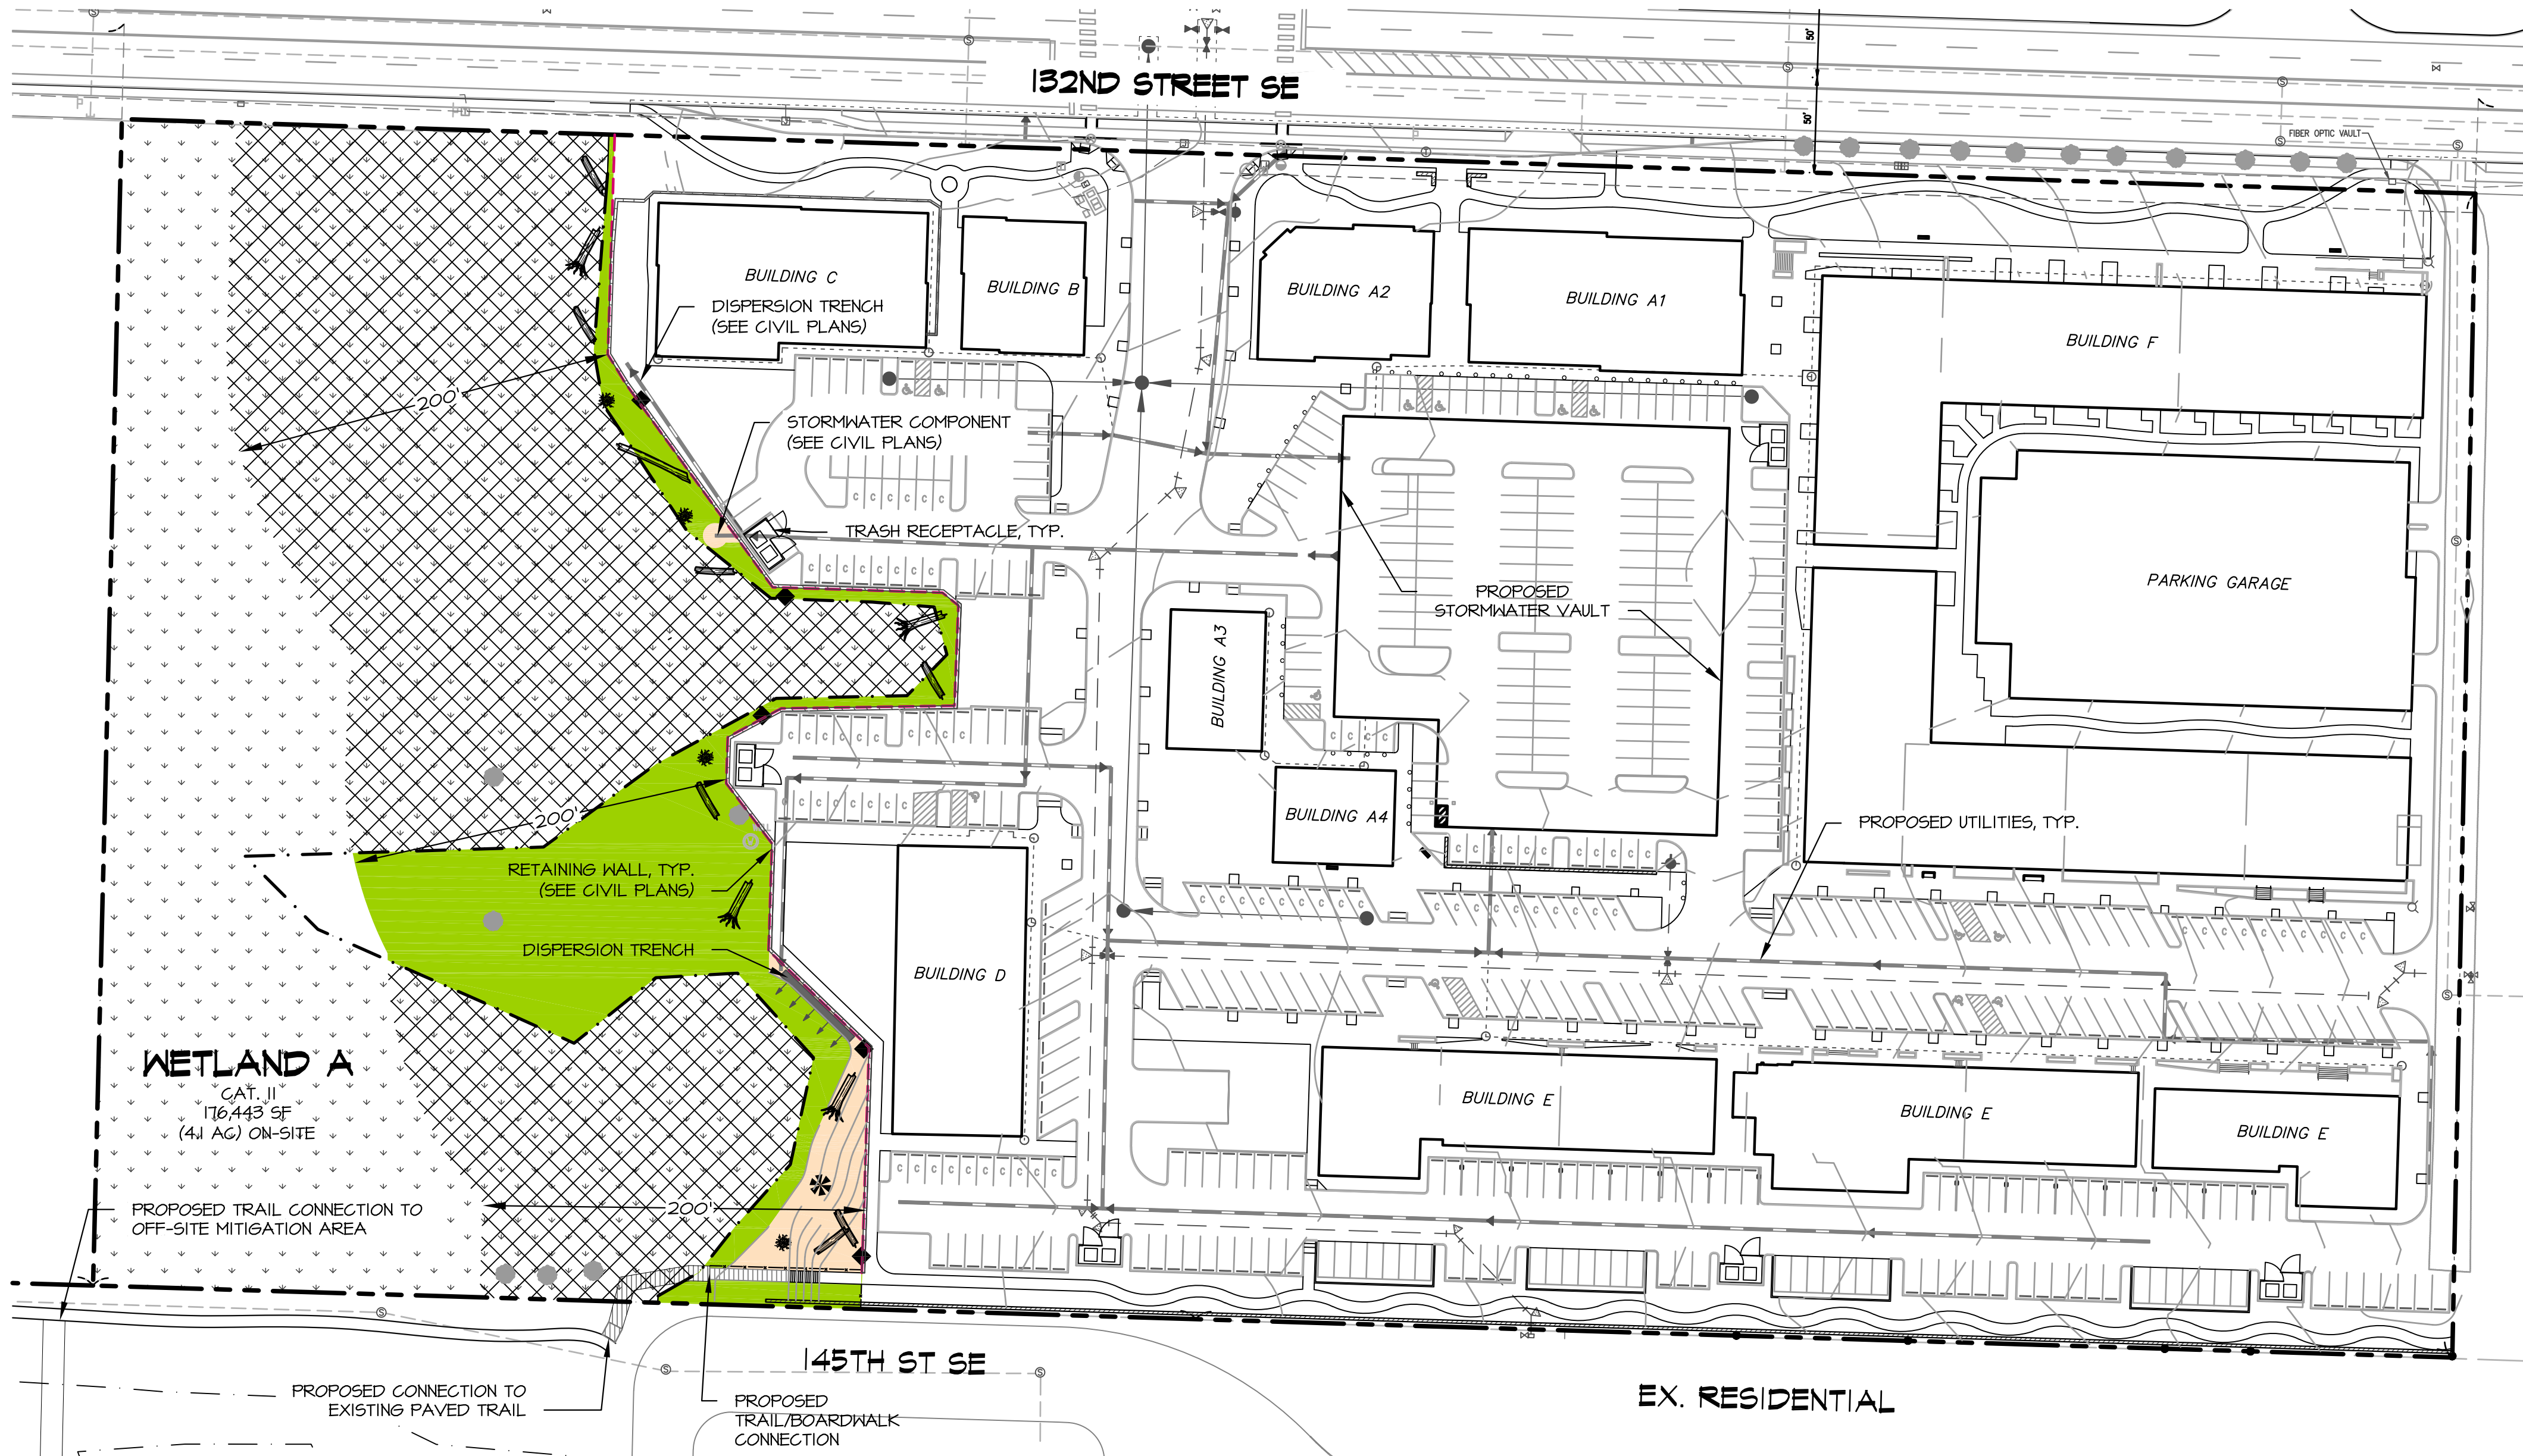 50'
132ND STREET SE
50'
FIBER OPTIC VAULT
BUILDING C
BUILDING B
BUILDING A2
BUILDING A1
DISPERSION TRENCH
(SEE CIVIL PLANS)
BUILDING F
200'
STORMWATER COMPONENT
(SEE CIVIL PLANS)
TRASH RECEPTACLE, TYP.
PARKING GARAGE
PROPOSED
STORMWATER VAULT
BUILDING A3
200'
BUILDING A4
PROPOSED UTILITIES, TYP.
RETAINING WALL, TYP.
(SEE CIVIL PLANS)
DISPERSION TRENCH
BUILDING D
WETLAND A
CAT. II
176,443 SF
(4.1 AC) ON-SITE
BUILDING E
BUILDING E
BUILDING E
200'
PROPOSED TRAIL CONNECTION TO
OFF-SITE MITIGATION AREA
145TH ST SE
PROPOSED CONNECTION TO
EXISTING PAVED TRAIL
PROPOSED
TRAIL/BOARDWALK
CONNECTION
EX. RESIDENTIAL